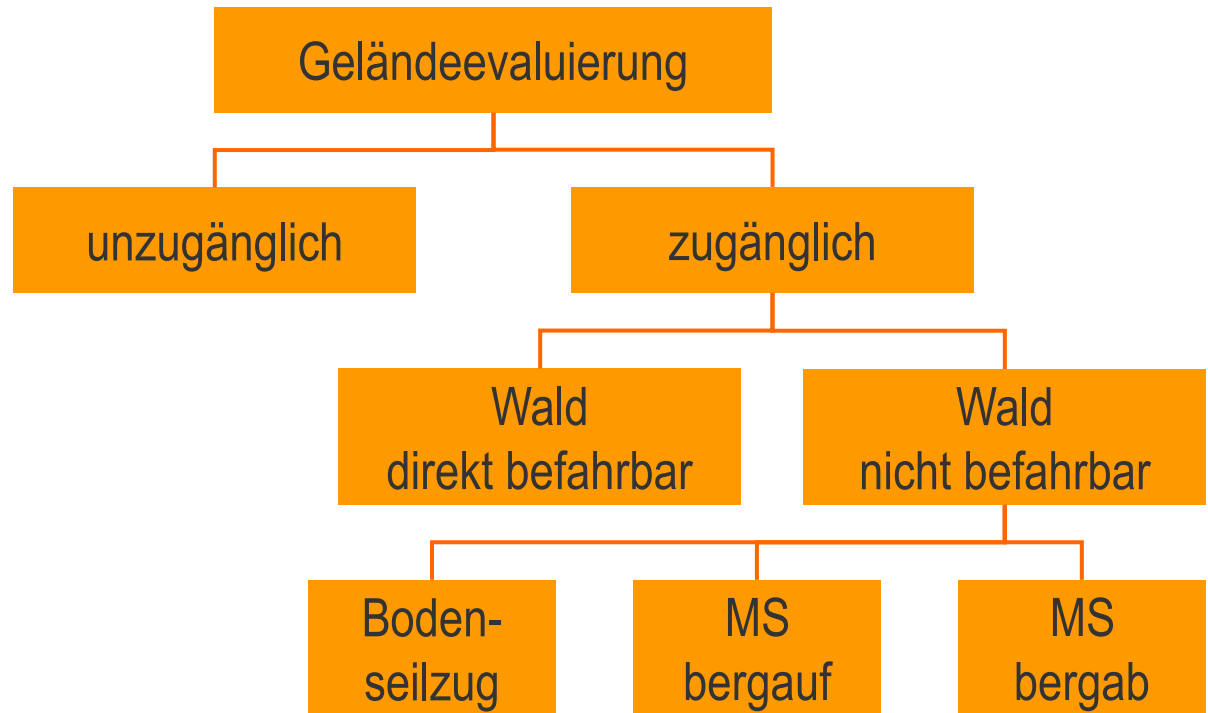 Geländeevaluierung
unzugänglich
zugänglich
Wald
direkt befahrbar
Wald
nicht befahrbar
Boden-
seilzug
MS
bergauf
MS
bergab